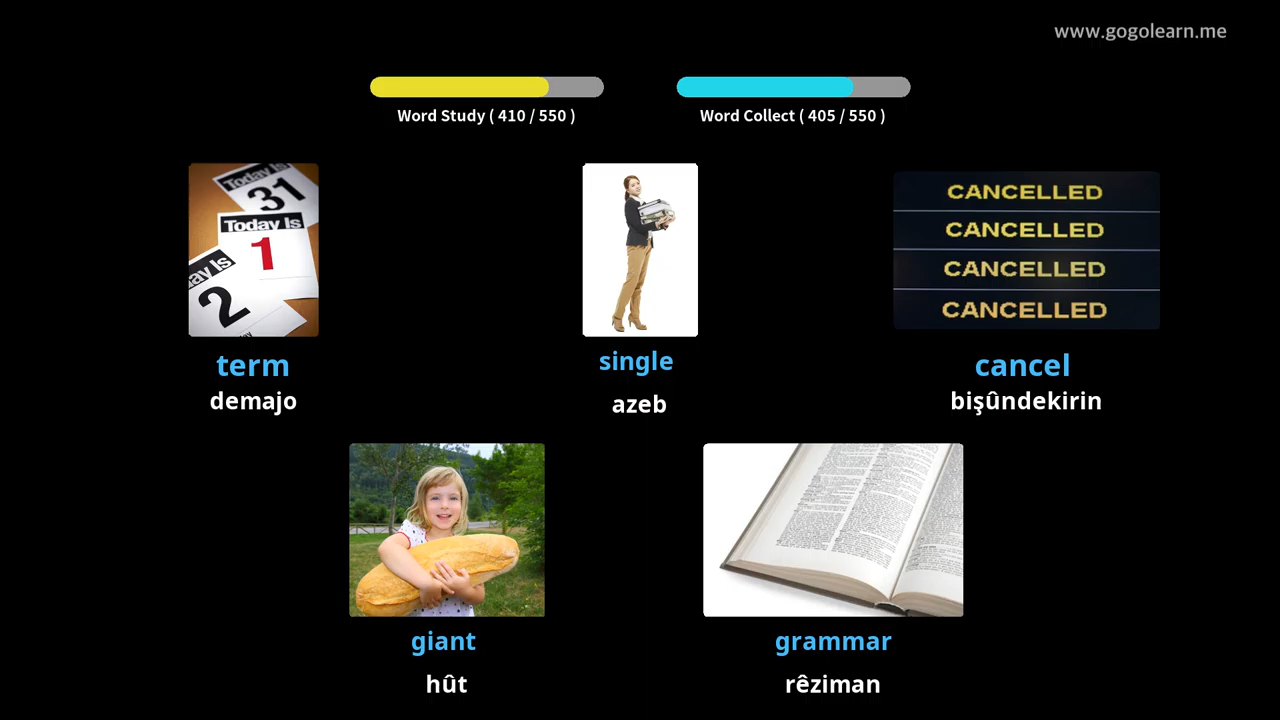 www.gogolearn.me
Word Study ( 410 / 550 )
Word Collect ( 405 / 550 )
Today Is
31
Today Is
1
ay Is
2
CANCELLED
CANCELLED
CANCELLED
CANCELLED
term
demajo
single
azeb
cancel
bişûndekirin
giant
hût
grammar
rêziman